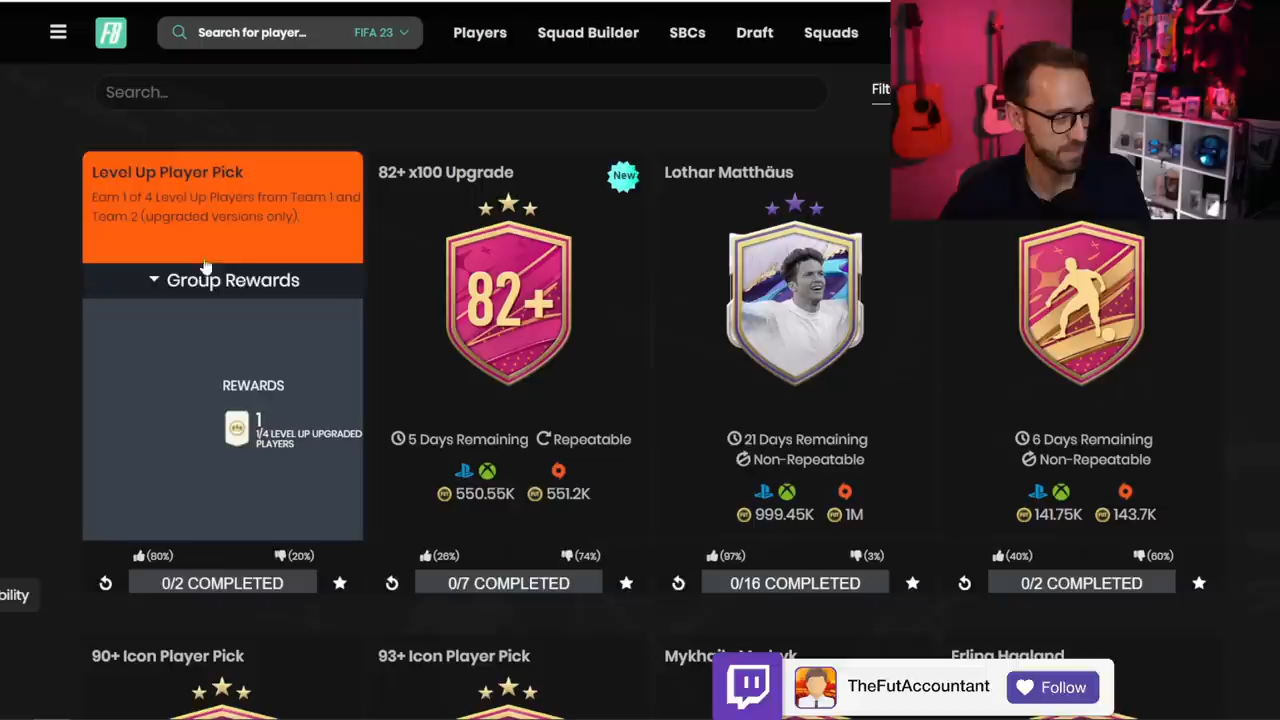 FB
Search for player...
FIFA 23
Players
Squad Builder
SBCs
Draft
Squads
Search...
Filt
Level Up Player Pick
Earn 1 of 4 Level Up Players from Team 1 and
Team 2 (upgraded versions only).
Group Rewards
REWARDS
1
1/4 LEVEL UP UPGRADED
PLAYERS
(80%)
(20%)
0/2 COMPLETED
82+ x100 Upgrade
New
82+
5 Days Remaining
Repeatable
550.55K
551.2K
(26%)
(74%)
0/7 COMPLETED
Lothar Matthäus
21 Days Remaining
Non-Repeatable
999.45K
1M
(97%)
(3%)
0/16 COMPLETED
6 Days Remaining
Non-Repeatable
141.75K
143.7K
(40%)
(60%)
0/2 COMPLETED
bility
90+ Icon Player Pick
93+ Icon Player Pick
Erling Haaland
TheFutAccountant
Follow